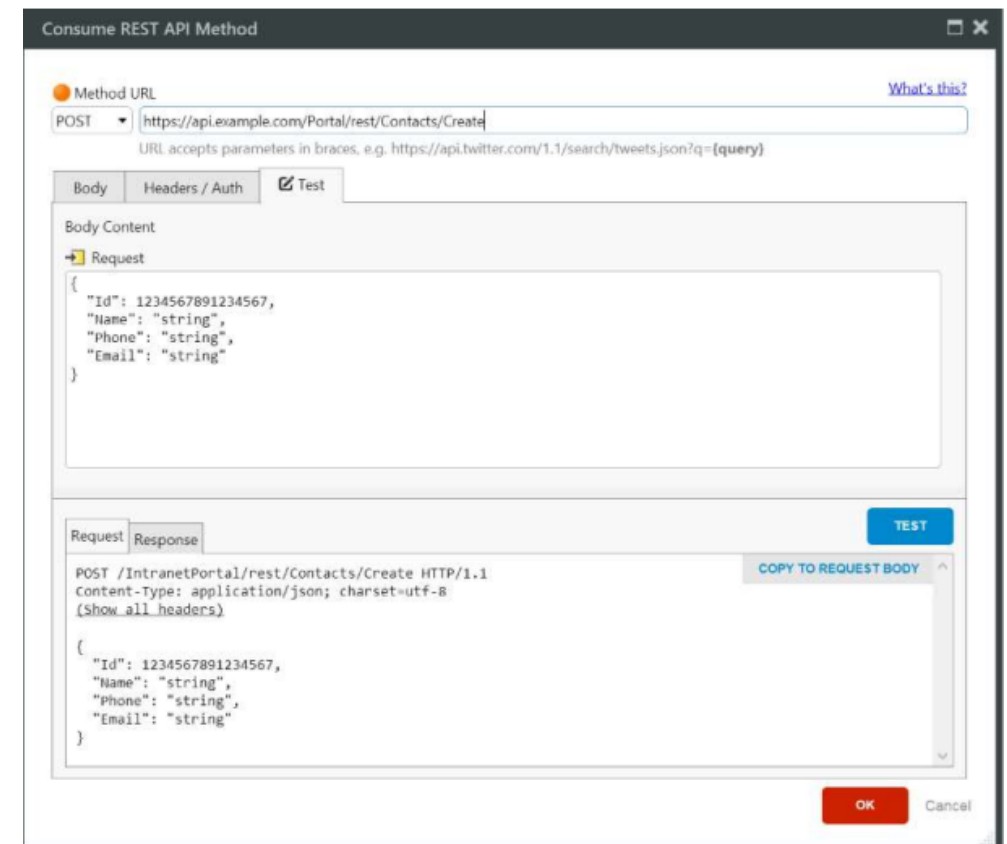 Consume REST API Method
Method URL
What's this?
POST
https://api.example.com/Portal/rest/Contacts/Create
URL accepts parameters in braces, e.g. https://api.twitter.com/1.1/search/tweets.json?q={query}
Body
Headers / Auth
Test
Body Content
Request
{
"Id": 1234567891234567,
"Name": "string",
"Phone": "string",
"Email": "string"
}
TEST
Request
Response
COPY TO REQUEST BODY
POST /IntranetPortal/rest/Contacts/Create HTTP/1.1
Content-Type: application/json; charset=utf-8
(Show all headers)
{
"Id": 1234567891234567,
"Name": "string",
"Phone": "string",
"Email": "string"
}
OK
Cancel